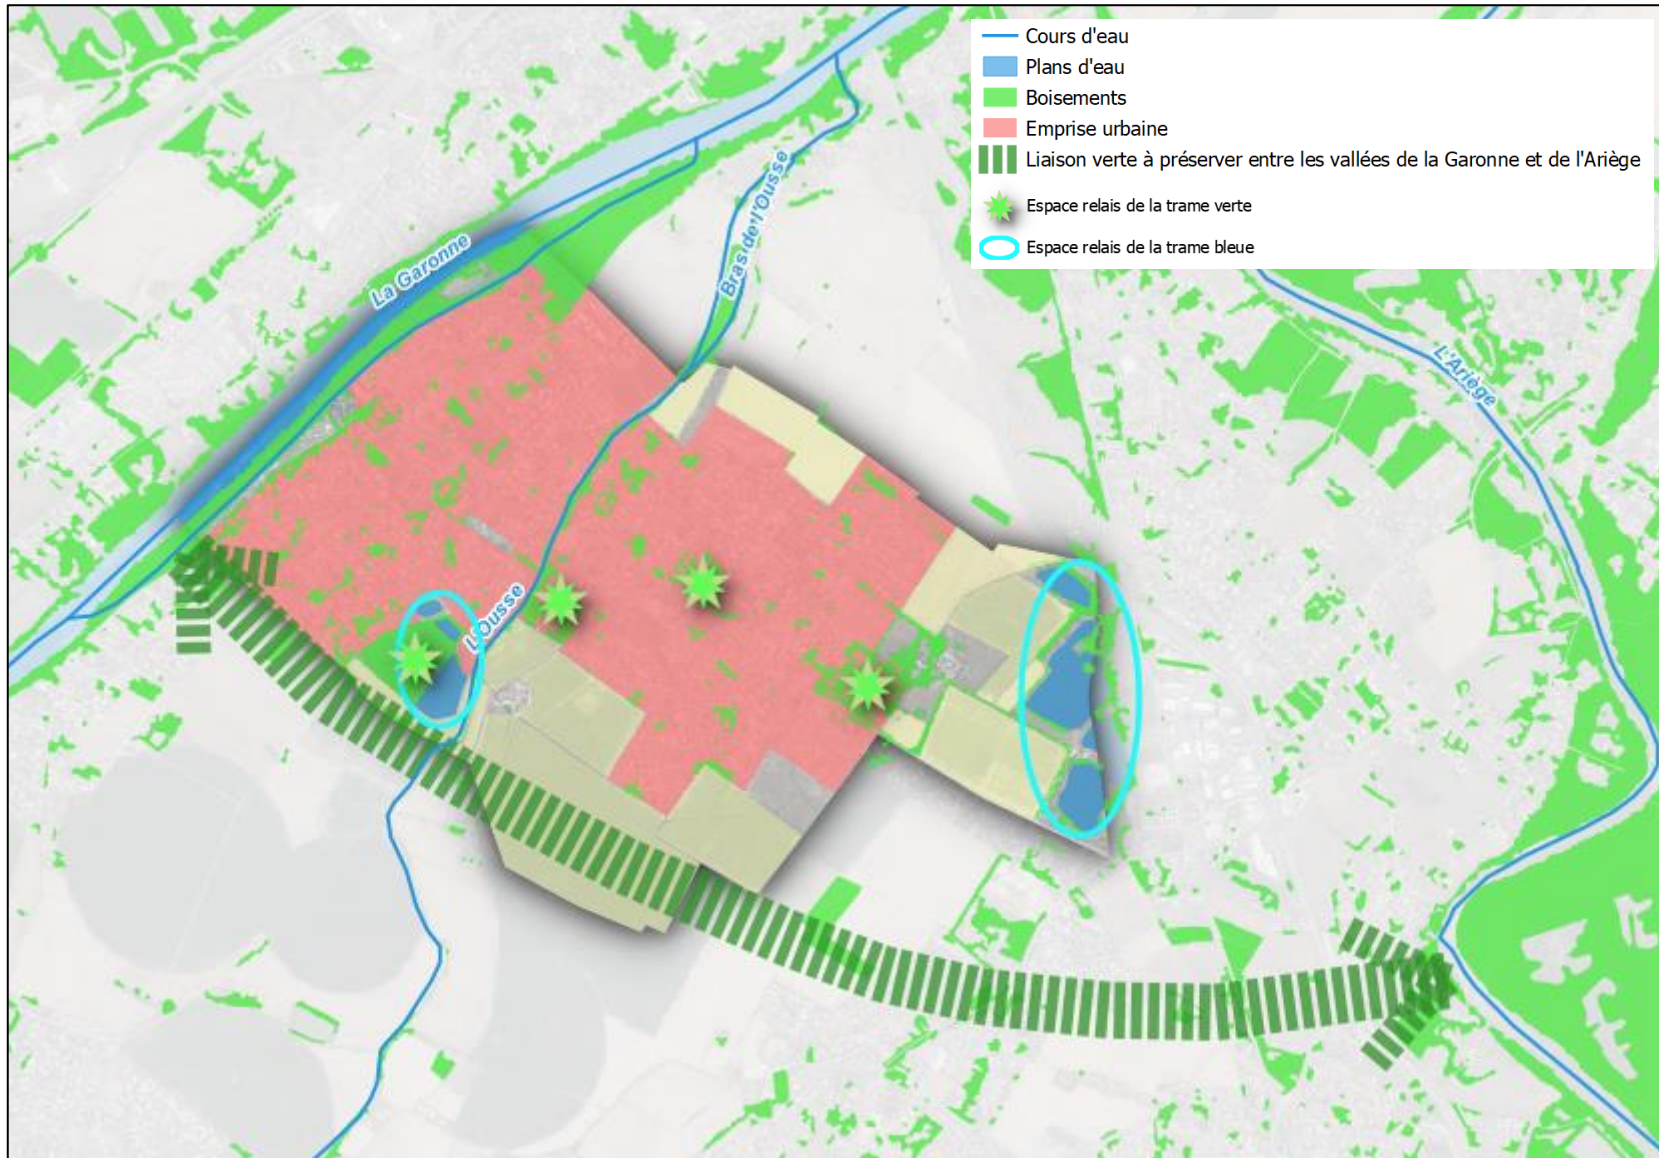 Cours d'eau
Plans d'eau
Boisements
Emprise urbaine
Liaison verte à préserver entre les vallées de la Garonne et de l'Ariège
Espace relais de la trame verte
Espace relais de la trame bleue
La Garonne
Bras de l'Ousse
L'Ariège
L'Ousse